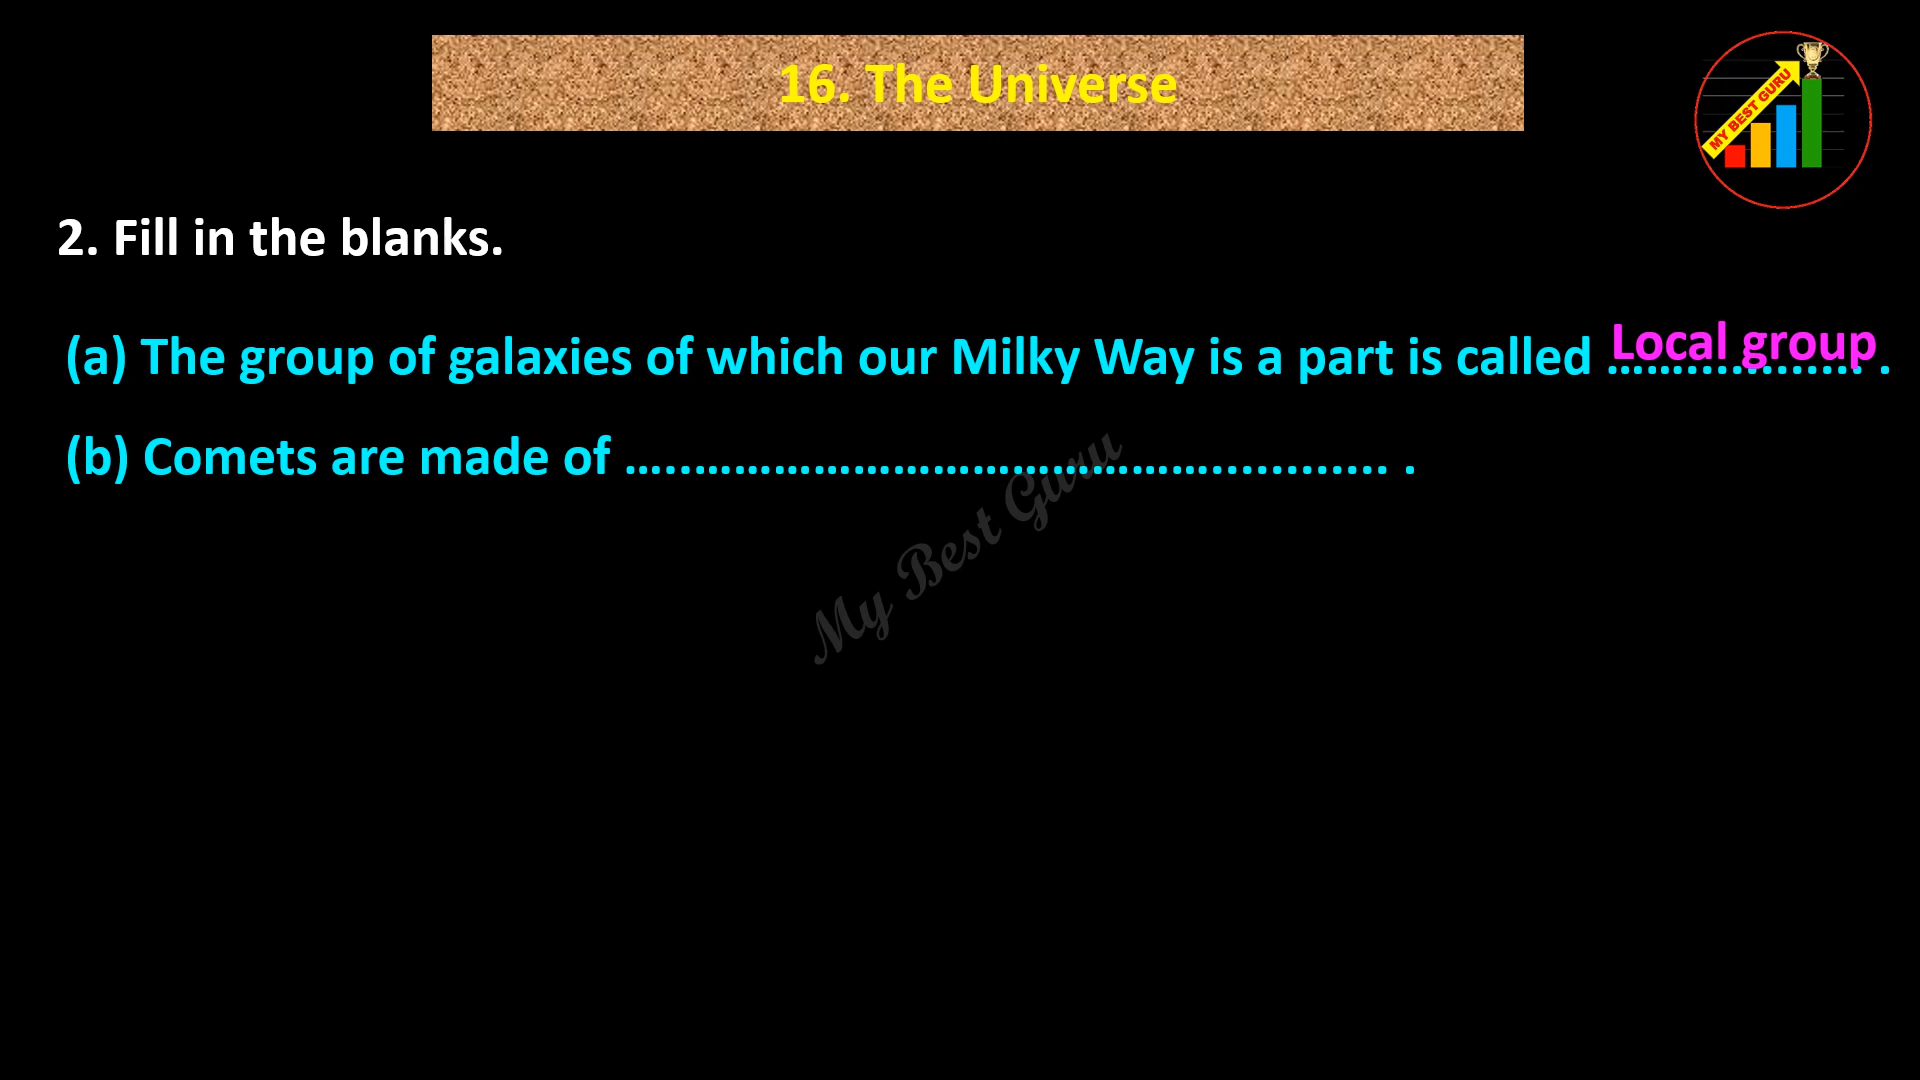 16. The Universe
MY BEST GURU
2. Fill in the blanks.
(a) The group of galaxies of which our Milky Way is a part is called Local group .
(b) Comets are made of …..………………………………............ .
My Best Guru